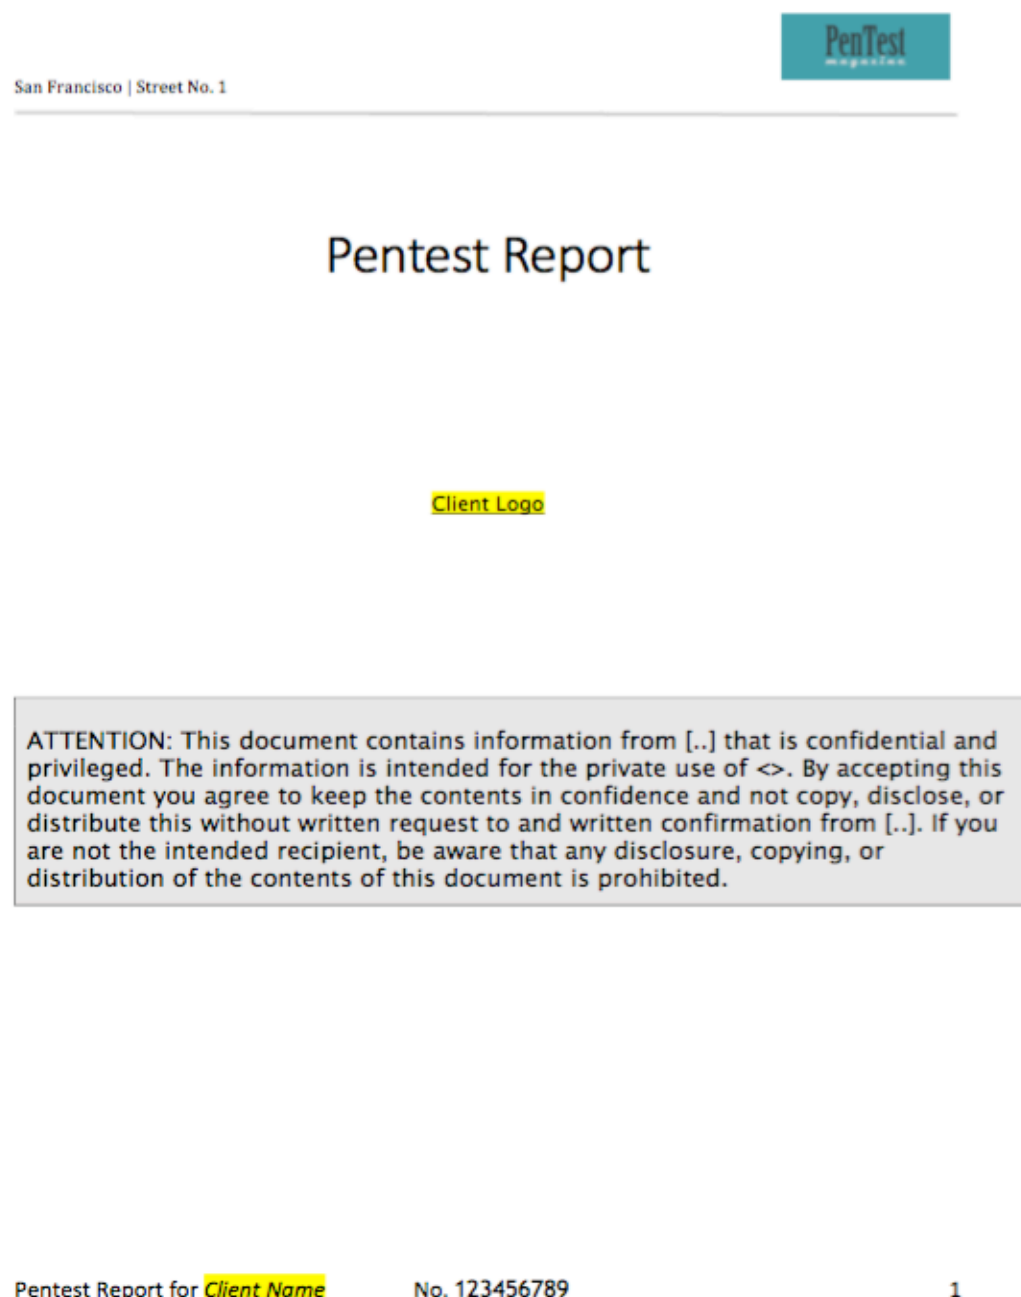 PenTest
magazine
San Francisco | Street No. 1
Pentest Report
Client Logo
ATTENTION: This document contains information from [..] that is confidential and
privileged. The information is intended for the private use of <>. By accepting this
document you agree to keep the contents in confidence and not copy, disclose, or
distribute this without written request to and written confirmation from [..]. If you
are not the intended recipient, be aware that any disclosure, copying, or
distribution of the contents of this document is prohibited.
Pentest Report for Client Name No. 123456789 1